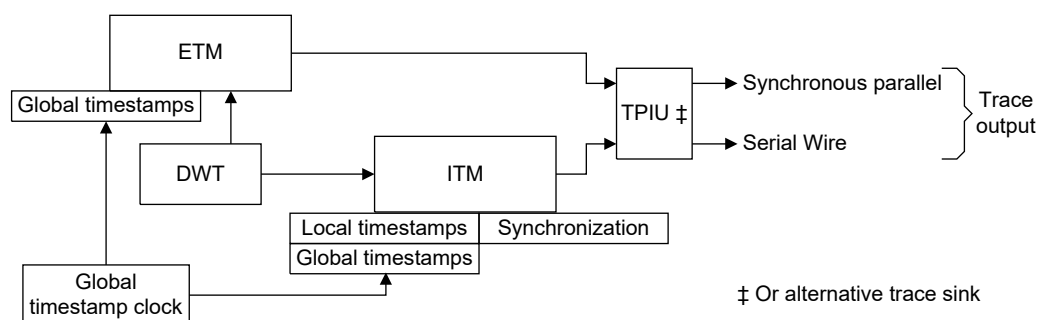 ETM
Global timestamps
DWT
ITM
TPIU ‡
Synchronous parallel
Serial Wire
Trace
output
Local timestamps
Synchronization
Global timestamps
Global
timestamp clock
‡ Or alternative trace sink